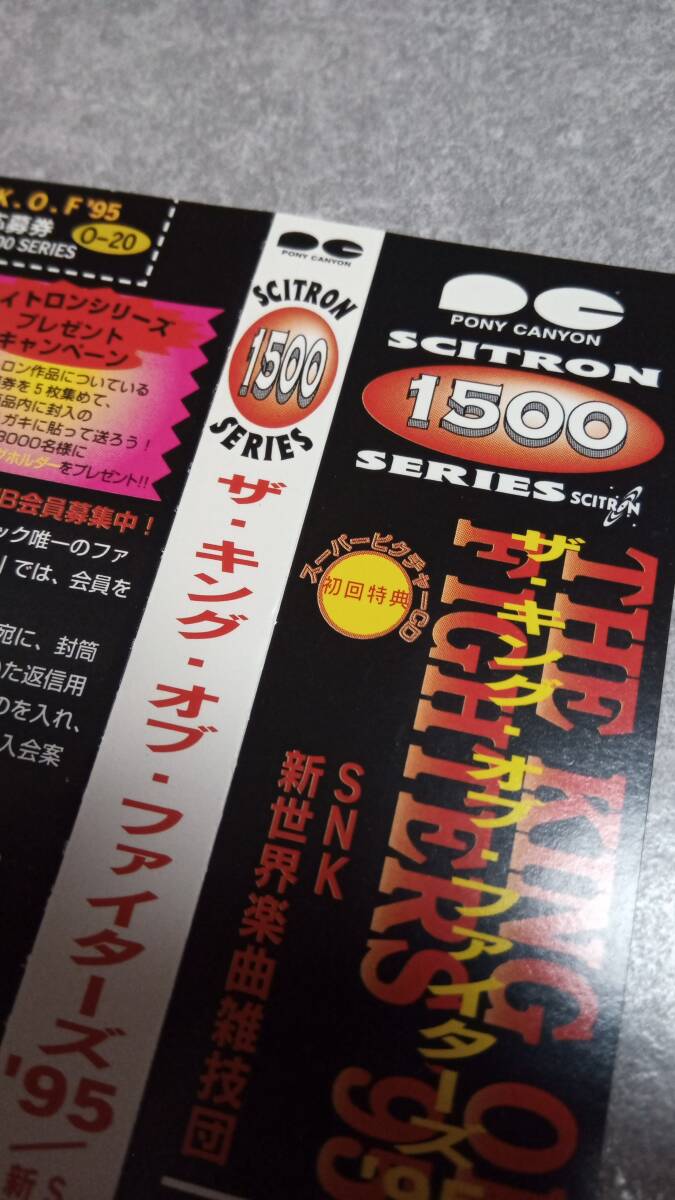 K.O.F '95
応募券
O-20
00 SERIES
イトロンシリーズ
プレゼント
キャンペーン
ロン作品についている
券を5枚集めて、
品内に封入の
ガキに貼って送ろう!
3000名様に
ホルダーをプレゼント!!
B会員募集中!
ック唯一のファ
では、会員を
宛に、封筒
た返信用
のを入れ、
入会案
PONY CANYON
SCITRON
1500
SERIES
ザ・キング・オブ・ファイターズ'95/
新
S
PONY CANYON
SCITRON
1500
SERIES
SCITRON
スーパーピクチャーCD
初回特典
THE KING O
FIGHTERS '95
ザ・キング・オブ・ファイターズ'95
SNK
新世界楽曲雑技団